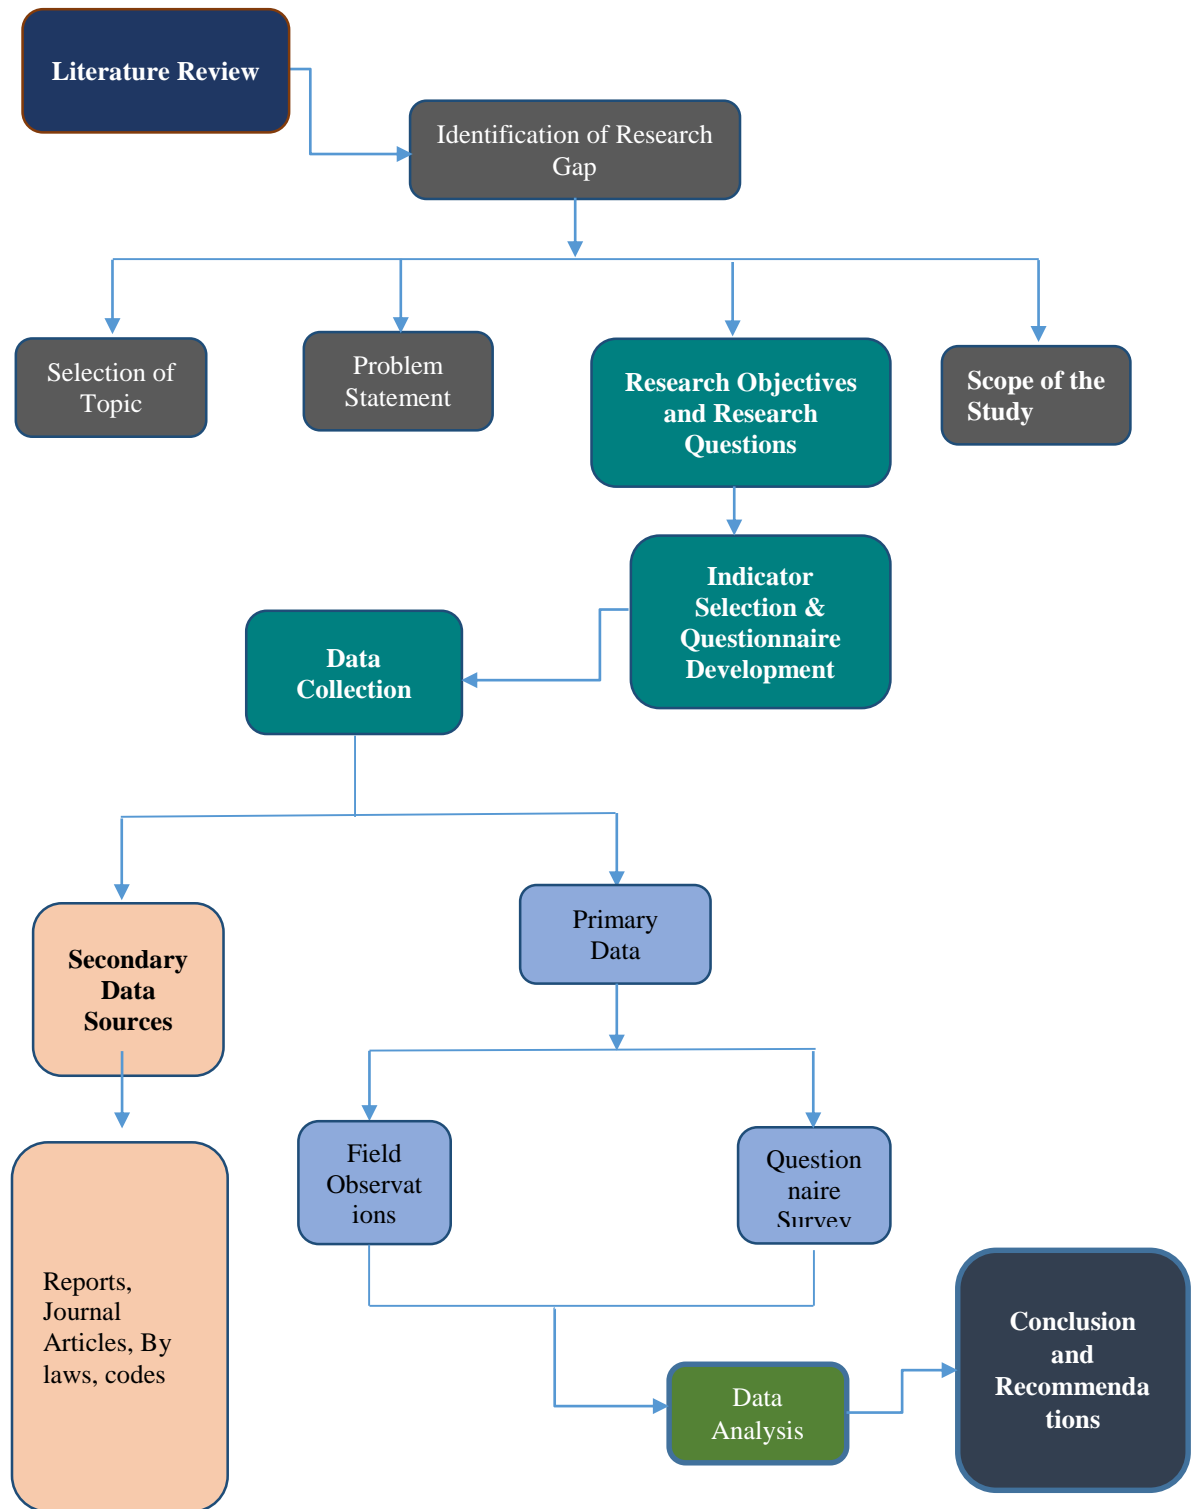 Literature Review
Identification of Research
Gap
Selection of
Topic
Problem
Statement
Research Objectives
and Research
Questions
Scope of the
Study
Indicator
Selection &
Questionnaire
Development
Data
Collection
Secondary
Data
Sources
Primary
Data
Field
Observat
ions
Question
naire
Survey
Reports,
Journal
Articles, By
laws, codes
Data
Analysis
Conclusion
and
Recommenda
tions